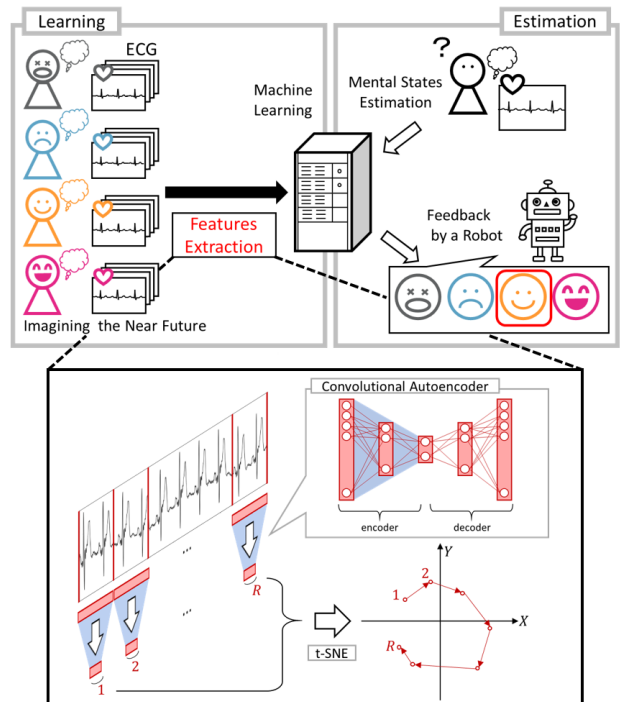 Learning
Estimation
ECG
?
Machine
Learning
Mental States
Estimation
Features
Extraction
Feedback
by a Robot
Imagining the Near Future
Convolutional Autoencoder
encoder
decoder
...
...
R
2
1
t-SNE
Y
2
1
X
R